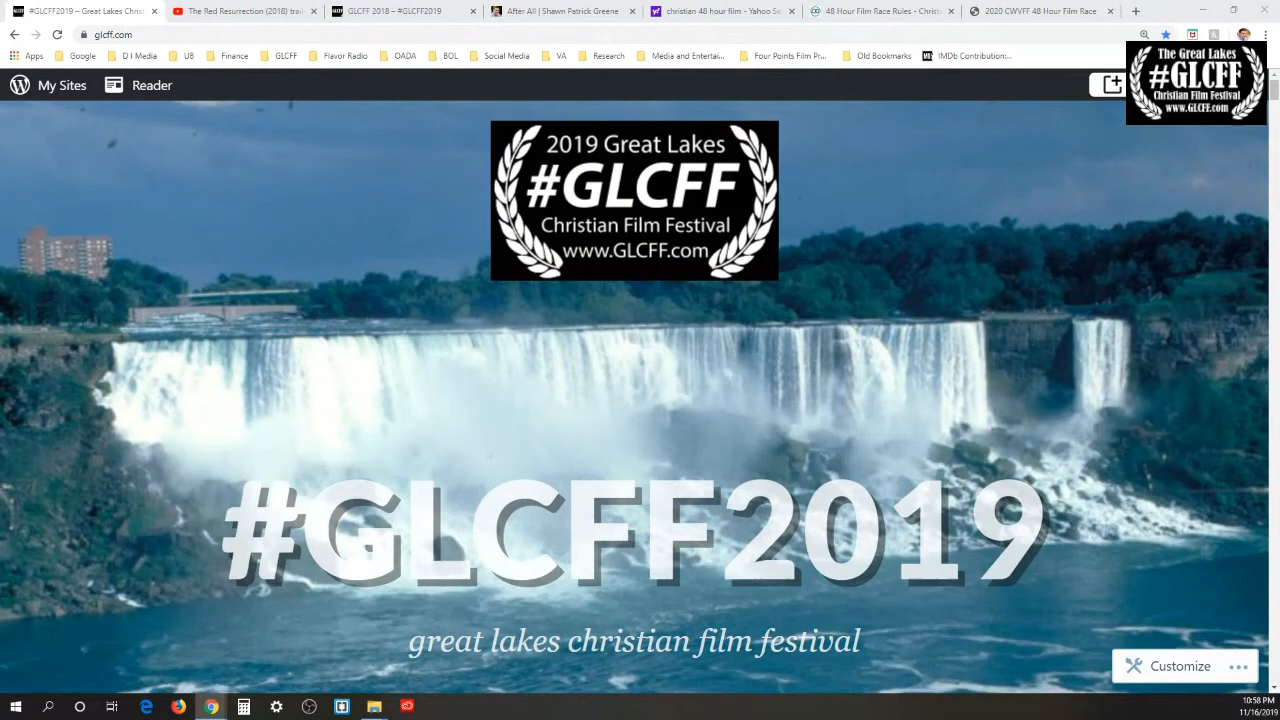 #GLCFF2019 – Great Lakes Christi
The Red Resurrection (2018) trail
GLCFF 2018 – #GLCFF2019
After All | Shawn Patrick Greene
christian 48 hour film - Yahoo Se
48 Hour Film Race Rules - Christi
2020 CWVFF 48 Hour Film Race
glcff.com
Apps
Google
D I Media
UB
Finance
GLCFF
Flavor Radio
OADA
BOL
Social Media
VA
Research
Media and Entertai...
Four Points Film Pr...
Old Bookmarks
IMDb Contribution:...
My Sites
Reader
The Great Lakes
#GLCFF
Christian Film Festival
www.GLCFF.com
2019 Great Lakes
#GLCFF
Christian Film Festival
www.GLCFF.com
#GLCFF2019
great lakes christian film festival
Customize
10:58 PM
11/16/2019